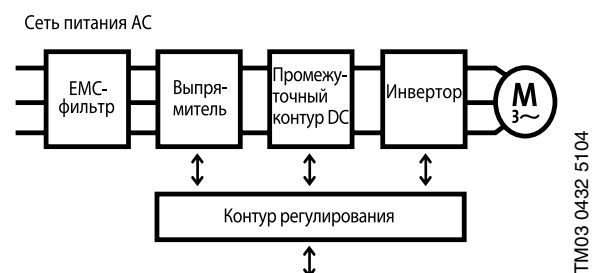 Сеть питания AC
EMC-
фильтр
Выпря-
митель
Промежу-
точный
контур DC
Инвертор
M
3~
Контур регулирования
TM03 0432 5104